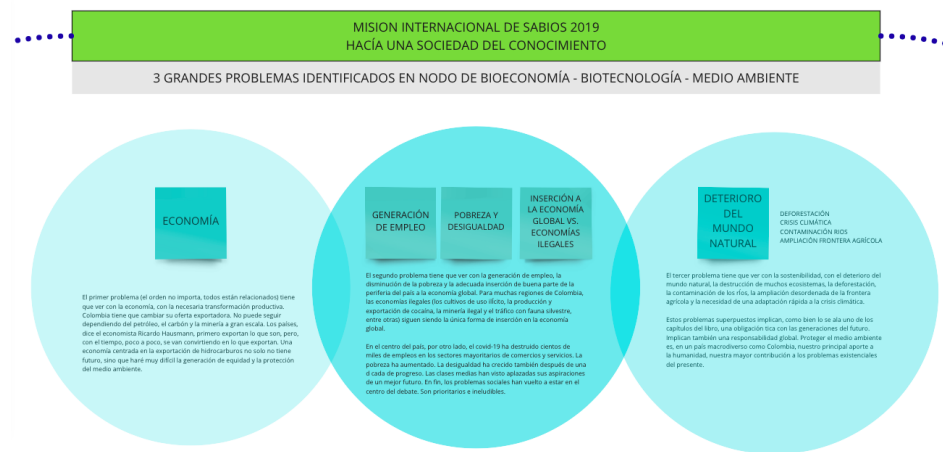 MISION INTERNACIONAL DE SABIOS 2019
HACÍA UNA SOCIEDAD DEL CONOCIMIENTO
3 GRANDES PROBLEMAS IDENTIFICADOS EN NODO DE BIOECONOMÍA - BIOTECNOLOGÍA - MEDIO AMBIENTE
ECONOMÍA
El primer problema (el orden no importa, todos están relacionados) tiene
que ver con la economía, con la necesaria transformación productiva.
Colombia tiene que cambiar su oferta exportadora. No puede seguir
dependiendo del petróleo, el carbón y la minería a gran escala. Los países,
dice el economista Ricardo Hausmann, primero exportan lo que son, pero,
con el tiempo, poco a poco, se van convirtiendo en lo que exportan. Una
economía centrada en la exportación de hidrocarburos no solo no tiene
futuro, sino que haré muy difícil la generación de equidad y la protección
del medio ambiente.
GENERACIÓN
DE EMPLEO
POBREZA Y
DESIGUALDAD
INSERCIÓN A
LA ECONOMÍA
GLOBAL VS.
ECONOMÍAS
ILEGALES
El segundo problema tiene que ver con la generación de empleo, la
disminución de la pobreza y la adecuada inserción de buena parte de la
periferia del país a la economía global. Para muchas regiones de Colombia,
las economías ilegales (los cultivos de uso ilícito, la producción y
exportación de cocaína, la minería ilegal y el tráfico con fauna silvestre,
entre otras) siguen siendo la única forma de inserción en la economía
global.
En el centro del país, por otro lado, el covid-19 ha destruido cientos de
miles de empleos en los sectores mayoritarios de comercios y servicios. La
pobreza ha aumentado. La desigualdad ha crecido también después de una
d cada de progreso. Las clases medias han visto aplazadas sus aspiraciones
de un mejor futuro. En fin, los problemas sociales han vuelto a estar en el
centro del debate. Son prioritarios e ineludibles.
DETERIORO
DEL
MUNDO
NATURAL
DEFORESTACIÓN
CRISIS CLIMÁTICA
CONTAMINACIÓN RIOS
AMPLIACIÓN FRONTERA AGRÍCOLA
El tercer problema tiene que ver con la sostenibilidad, con el deterioro del
mundo natural, la destrucción de muchos ecosistemas, la deforestación,
la contaminación de los ríos, la ampliación desordenada de la frontera
agrícola y la necesidad de una adaptación rápida a la crisis climática.
Estos problemas superpuestos implican, como bien lo se ala uno de los
capítulos del libro, una obligación tica con las generaciones del futuro.
Implican también una responsabilidad global. Proteger el medio ambiente
es, en un país macrodiverso como Colombia, nuestro principal aporte a
la humanidad, nuestra mayor contribución a los problemas existenciales
del presente.